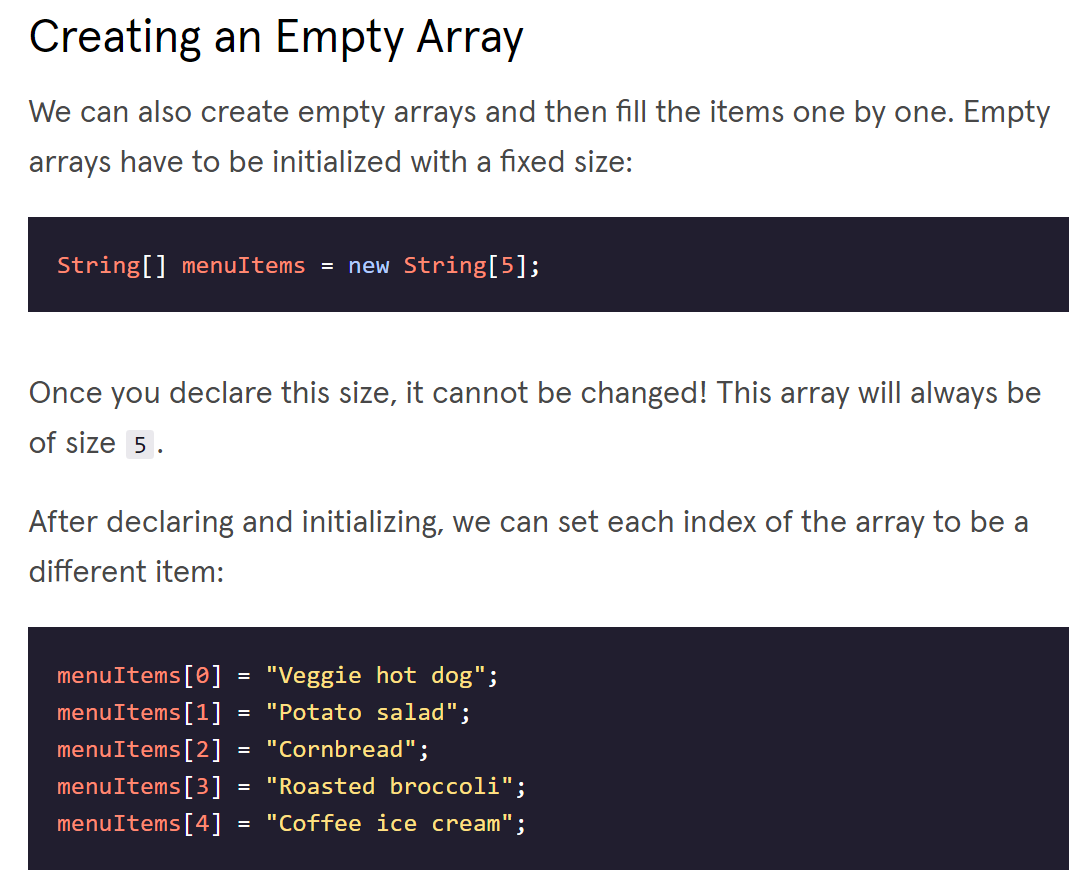 Creating an Empty Array
We can also create empty arrays and then fill the items one by one. Empty
arrays have to be initialized with a fixed size:
String[] menuItems = new String[5];
Once you declare this size, it cannot be changed! This array will always be
of size 5.
After declaring and initializing, we can set each index of the array to be a
different item:
menuItems[0] = "Veggie hot dog";
menuItems[1] = "Potato salad";
menuItems[2] = "Cornbread";
menuItems[3] = "Roasted broccoli";
menuItems[4] = "Coffee ice cream";